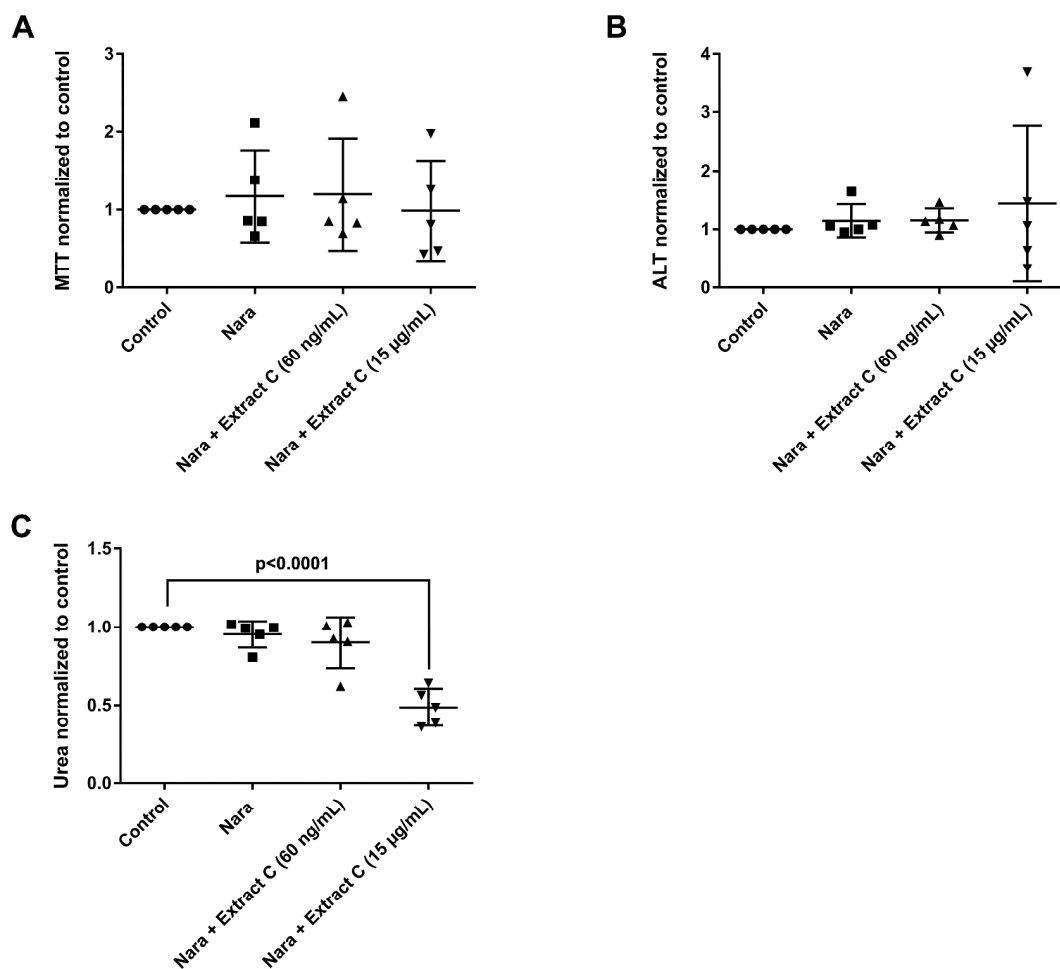 A
MTT normalized to control
3
2
1
0
Control
Nara
Nara + Extract C (60 ng/mL)
Nara + Extract C (15 µg/mL)
B
ALT normalized to control
4
3
2
1
0
Control
Nara
Nara + Extract C (60 ng/mL)
Nara + Extract C (15 µg/mL)
C
Urea normalized to control
1.5
1.0
0.5
0.0
p<0.0001
Control
Nara
Nara + Extract C (60 ng/mL)
Nara + Extract C (15 µg/mL)